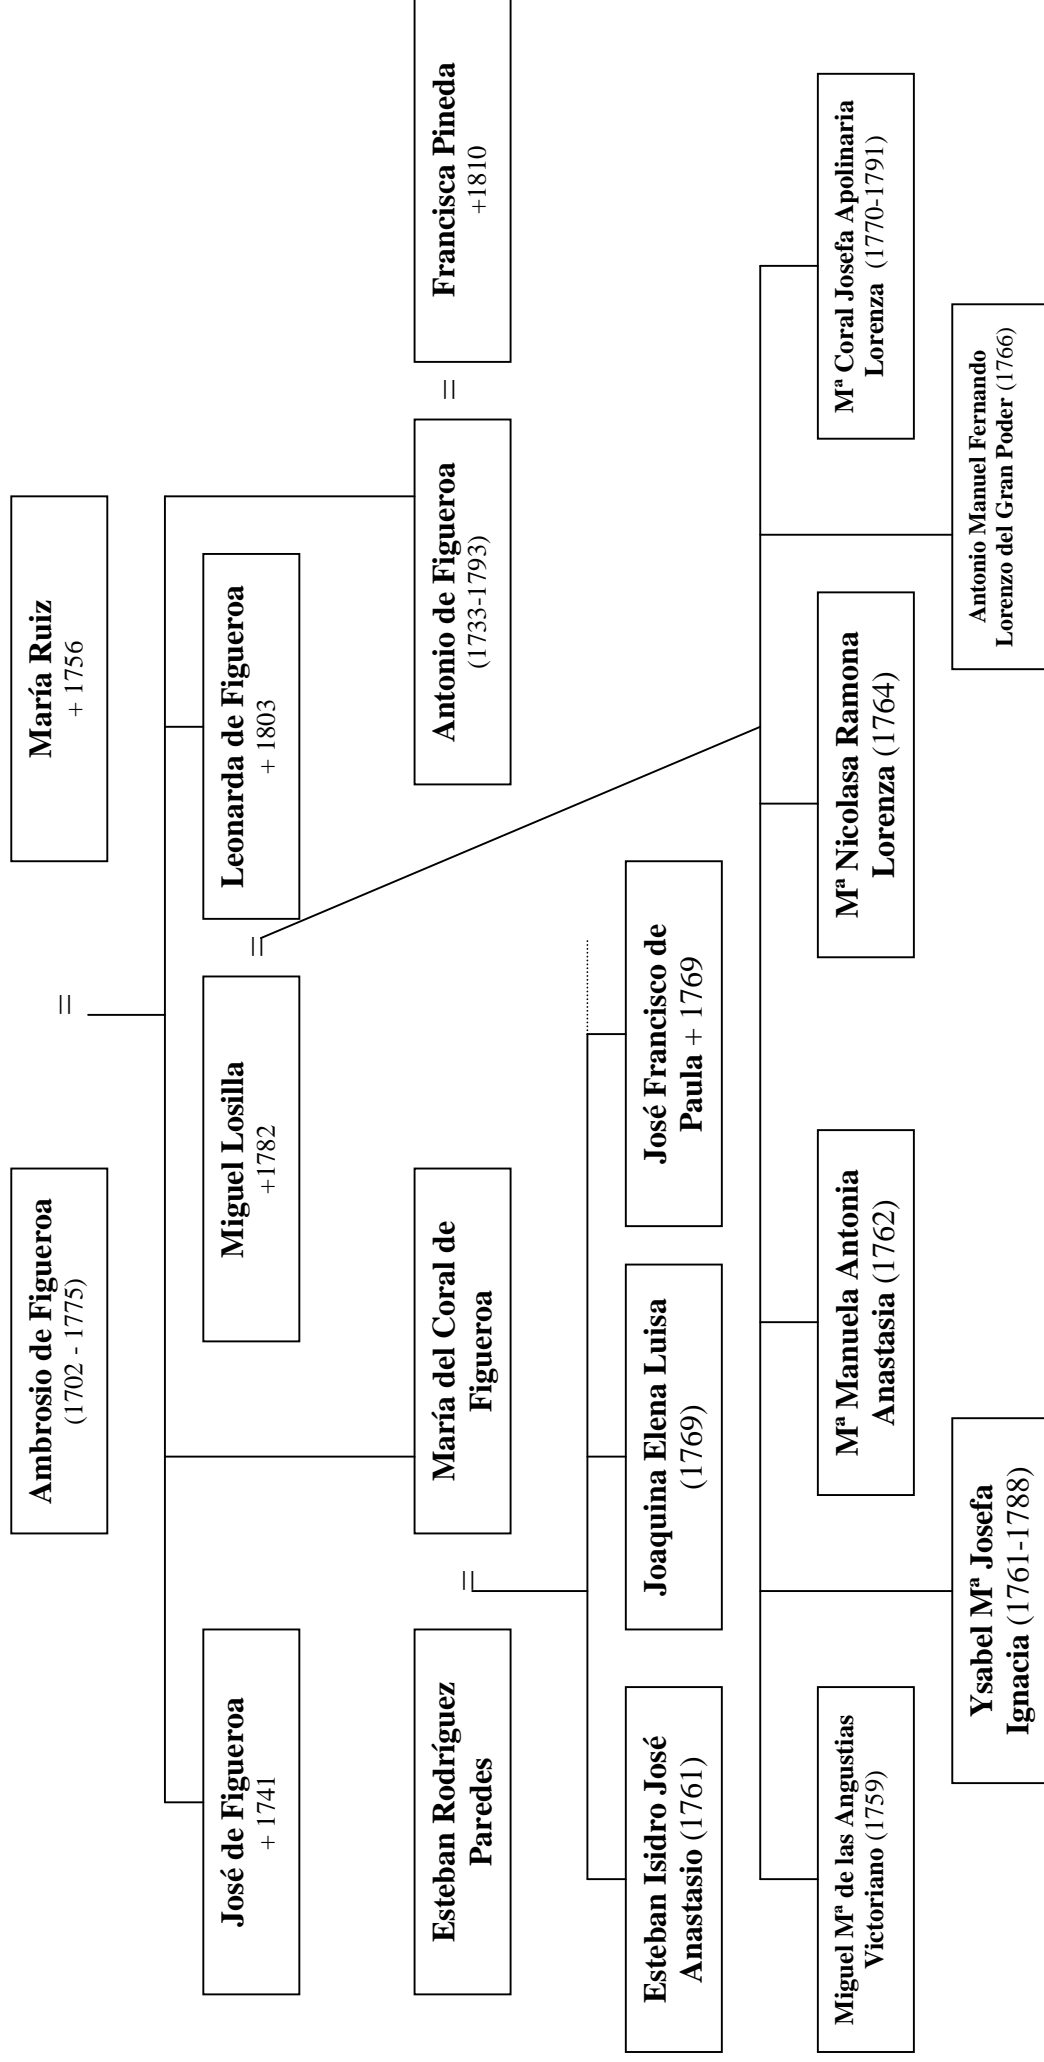 Ambrosio de Figueroa
(1702 - 1775)
=
María Ruiz
+ 1756
José de Figueroa
+ 1741
Miguel Losilla
+1782
=
Leonarda de Figueroa
+ 1803
Esteban Rodríguez
Paredes
=
María del Coral de
Figueroa
Antonio de Figueroa
(1733-1793)
=
Francisca Pineda
+1810
Esteban Isidro José
Anastasio (1761)
Joaquina Elena Luisa
(1769)
José Francisco de
Paula + 1769
Miguel Mª de las Angustias
Victoriano (1759)
Mª Manuela Antonia
Anastasia (1762)
Mª Nicolasa Ramona
Lorenza (1764)
Mª Coral Josefa Apolinaria
Lorenza (1770-1791)
Ysabel Mª Josefa
Ignacia (1761-1788)
Antonio Manuel Fernando
Lorenzo del Gran Poder (1766)